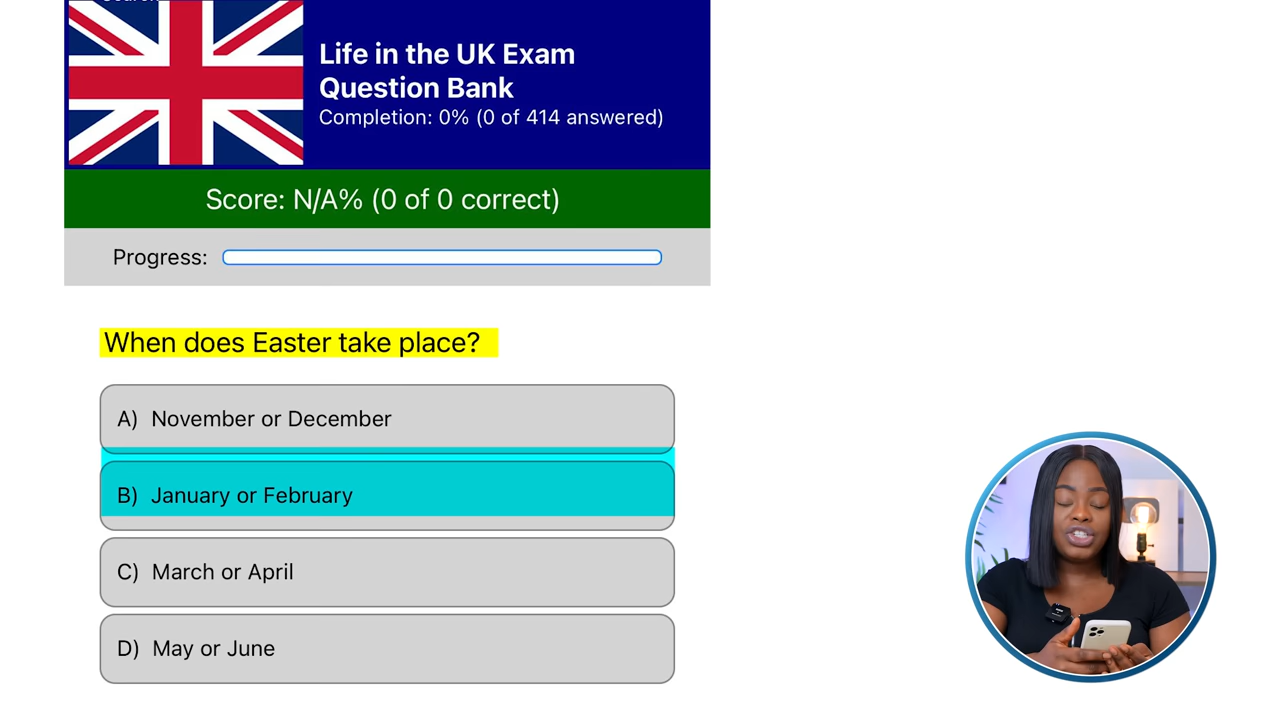 Life in the UK Exam
Question Bank
Completion: 0% (0 of 414 answered)
Score: N/A% (0 of 0 correct)
Progress:
When does Easter take place?
A) November or December
B) January or February
C) March or April
D) May or June